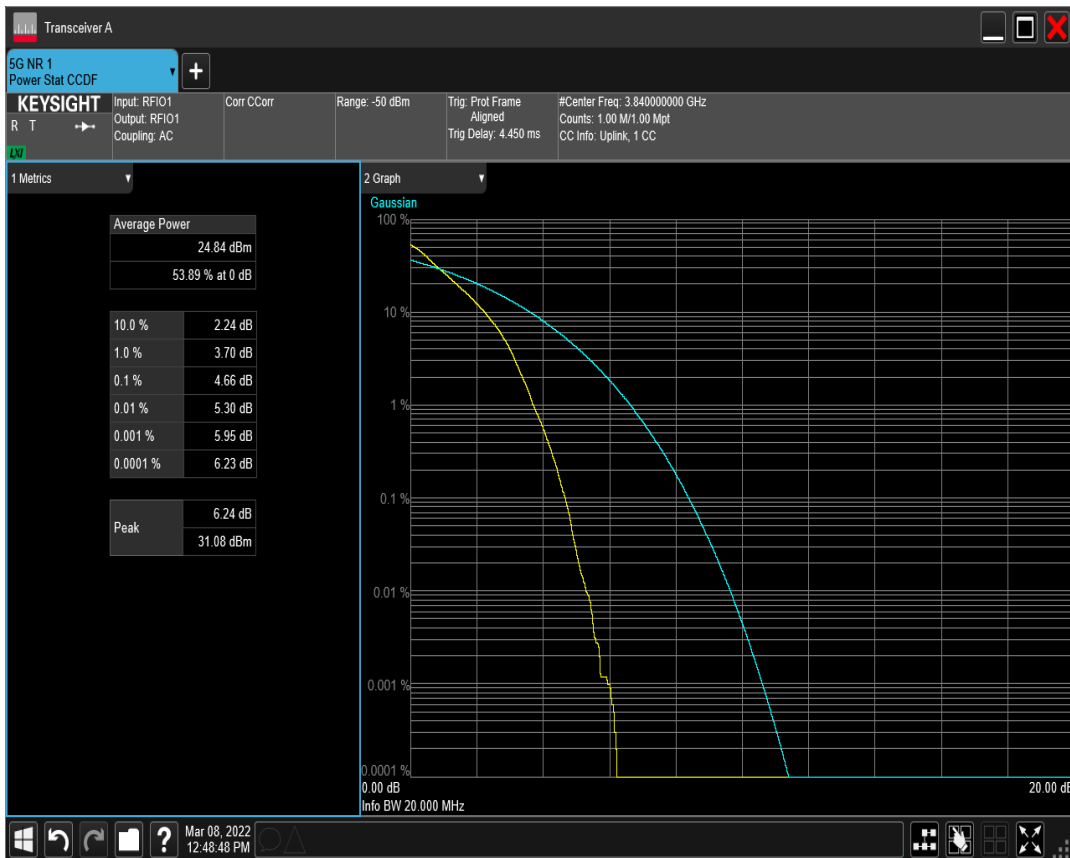 Transceiver A
5G NR 1
Power Stat CCDF
+
KEYSIGHT
R T
LXI
Input: RFIO1
Output: RFIO1
Coupling: AC
Corr CCorr
Range: -50 dBm
Trig: Prot Frame
Aligned
Trig Delay: 4.450 ms
#Center Freq: 3.840000000 GHz
Counts: 1.00 M/1.00 Mpt
CC Info: Uplink, 1 CC
1 Metrics
Average Power
24.84 dBm
53.89 % at 0 dB
10.0 % 2.24 dB
1.0 % 3.70 dB
0.1 % 4.66 dB
0.01 % 5.30 dB
0.001 % 5.95 dB
0.0001 % 6.23 dB
Peak 6.24 dB
31.08 dBm
2 Graph
Gaussian
100 %
10 %
1 %
0.1 %
0.01 %
0.001 %
0.0001 %
0.00 dB 20.00 dB
Info BW 20.000 MHz
?
Mar 08, 2022
12:48:48 PM